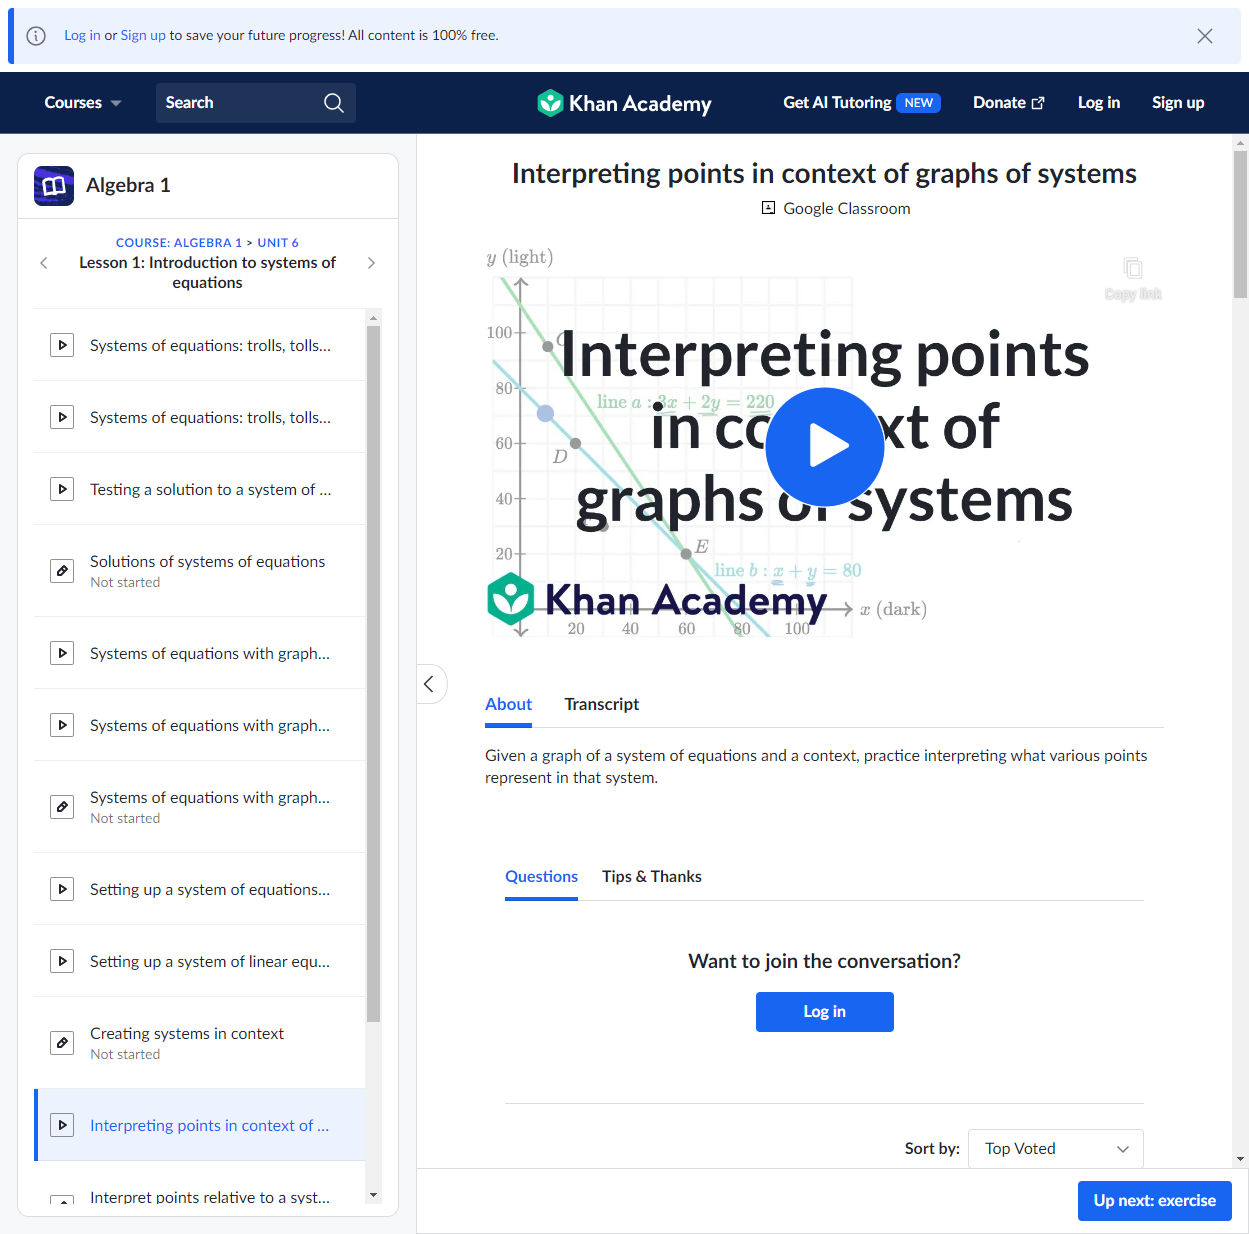 Log in or Sign up to save your future progress! All content is 100% free.
Courses
Search
Khan Academy
Get AI Tutoring NEW
Donate
Log in
Sign up
Algebra 1
COURSE: ALGEBRA 1 > UNIT 6
Lesson 1: Introduction to systems of
equations
Systems of equations: trolls, tolls...
Systems of equations: trolls, tolls...
Testing a solution to a system of ...
Solutions of systems of equations
Not started
Systems of equations with graph...
Systems of equations with graph...
Systems of equations with graph...
Not started
Setting up a system of equations...
Setting up a system of linear equ...
Creating systems in context
Not started
Interpreting points in context of ...
Interpret points relative to a syst...
Interpreting points in context of graphs of systems
Google Classroom
y (light)
Copy link
100
C
Interpreting points
80
line a : 3x + 2y = 220
in of
60
D
40
graphs systems
20
E
line b : x + y = 80
Khan Academy
x (dark)
20 40 60 80 100
About
Transcript
Given a graph of a system of equations and a context, practice interpreting what various points
represent in that system.
Questions
Tips & Thanks
Want to join the conversation?
Log in
Sort by: Top Voted
Up next: exercise